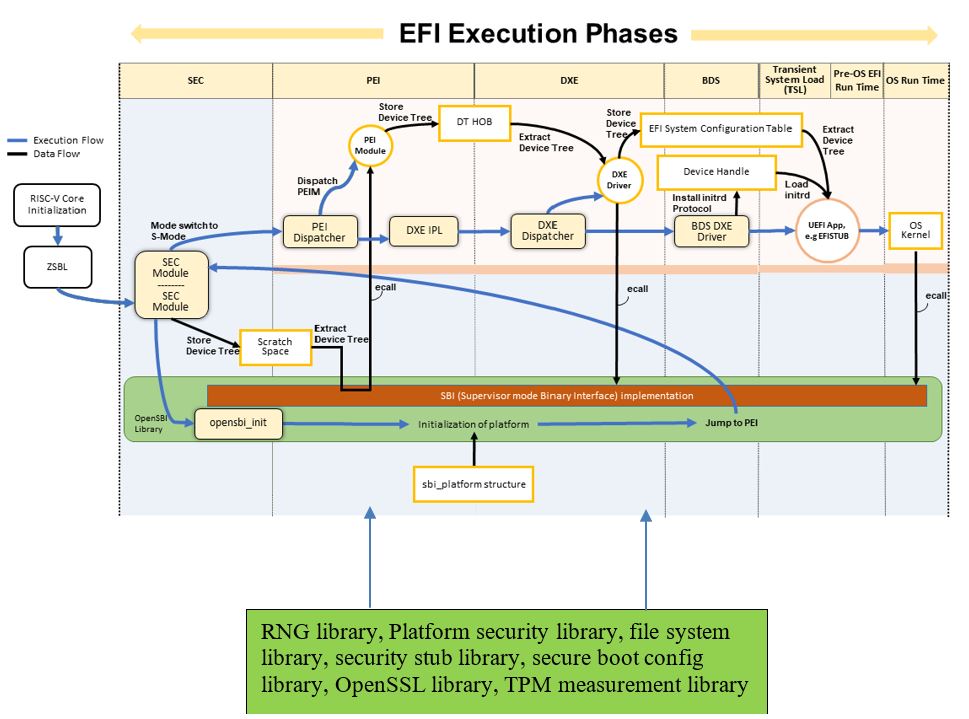 EFI Execution Phases
SEC
PEI
DXE
BDS
Transient
System Load
(TSL)
Pre-OS EFI
Run Time
OS Run Time
Execution Flow
Data Flow
RISC-V Core
Initialization
ZSBL
Mode switch to
S-Mode
SEC
Module
--------
SEC
Module
Store
Device Tree
Scratch
Space
Extract
Device Tree
Dispatch
PEIM
PEI
Dispatcher
PEI
Module
Store
Device Tree
DT HOB
Extract
Device Tree
DXE IPL
DXE
Dispatcher
DXE
Driver
Store
Device
Tree
EFI System Configuration Table
Device Handle
Install initrd
Protocol
BDS DXE
Driver
Extract
Device
Tree
Load
initrd
UEFI App,
e.g EFISTUB
OS
Kernel
ecall
ecall
ecall
SBI (Supervisor mode Binary Interface) implementation
OpenSBI
Library
opensbi_init
Initialization of platform
Jump to PEI
sbi_platform structure
RNG library, Platform security library, file system
library, security stub library, secure boot config
library, OpenSSL library, TPM measurement library